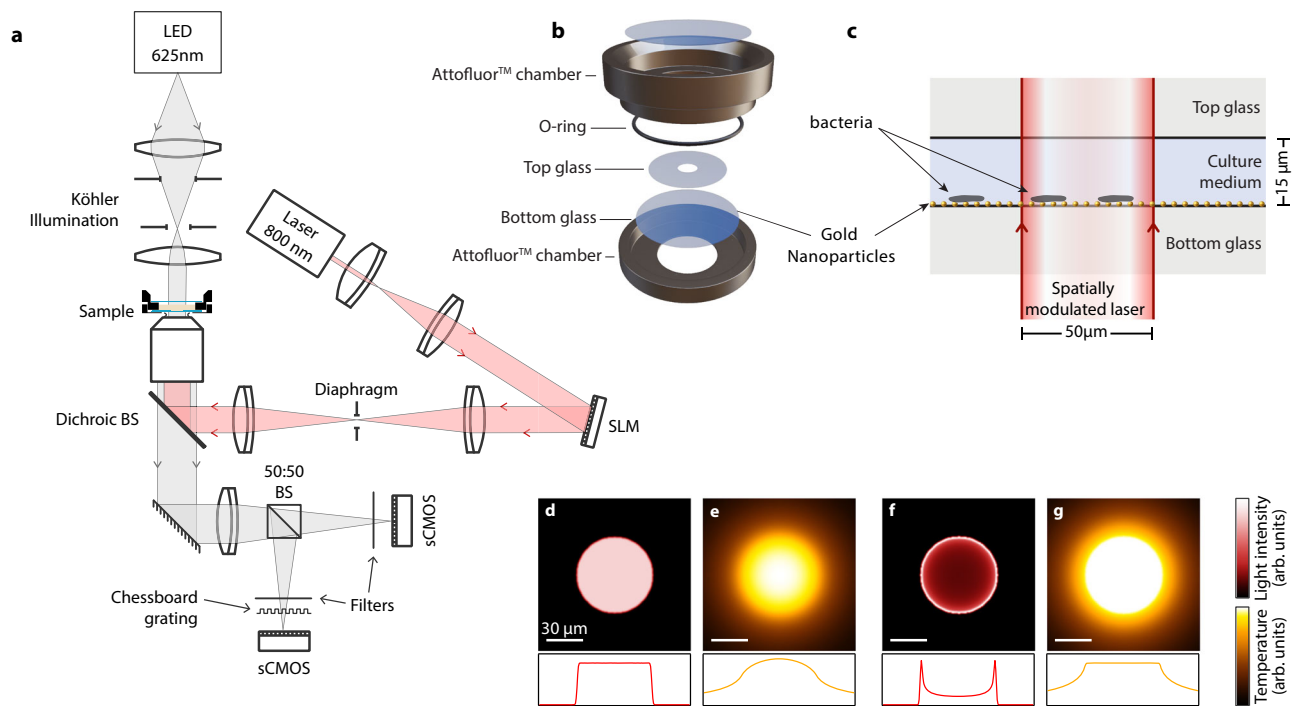 a
LED
625nm
Köhler
Illumination
Sample
Laser
800 nm
Diaphragm
Dichroic BS
SLM
50:50
BS
sCMOS
Chessboard
grating
Filters
sCMOS
b
Attofluor™ chamber
O-ring
Top glass
Bottom glass
Attofluor™ chamber
Gold
Nanoparticles
c
bacteria
Top glass
Culture
medium
15 µm
Bottom glass
Spatially
modulated laser
50µm
d
30 µm
e
f
g
Light intensity
(arb. units)
Temperature
(arb. units)